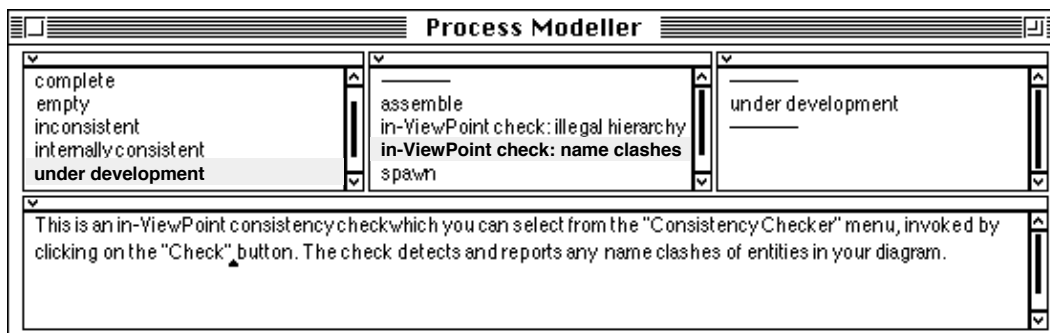 Process Modeller
complete
empty
inconsistent
internally consistent
under development
assemble
in-ViewPoint check: illegal hierarchy
in-ViewPoint check: name clashes
spawn
under development
This is an in-ViewPoint consistency check which you can select from the "Consistency Checker" menu, invoked by
clicking on the "Check" button. The check detects and reports any name clashes of entities in your diagram.